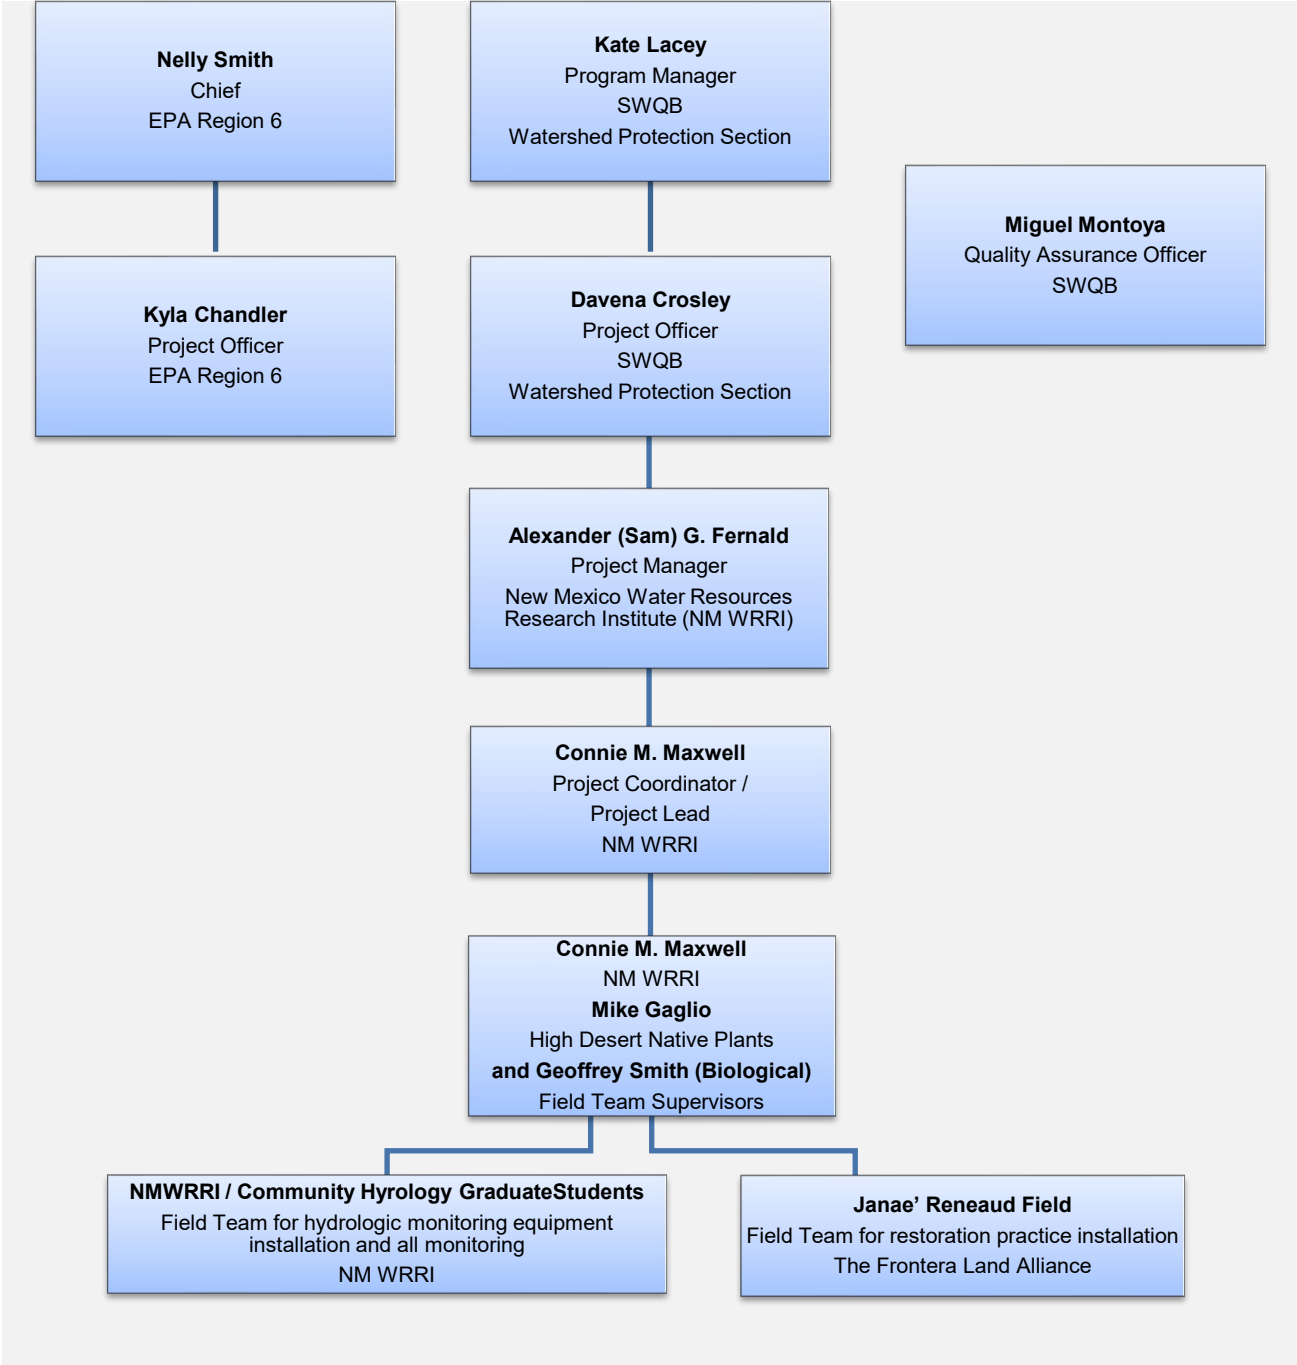 Nelly Smith
Chief
EPA Region 6
Kate Lacey
Program Manager
SWQB
Watershed Protection Section
Miguel Montoya
Quality Assurance Officer
SWQB
Kyla Chandler
Project Officer
EPA Region 6
Davena Crosley
Project Officer
SWQB
Watershed Protection Section
Alexander (Sam) G. Fernald
Project Manager
New Mexico Water Resources
Research Institute (NM WRRI)
Connie M. Maxwell
Project Coordinator /
Project Lead
NM WRRI
Connie M. Maxwell
NM WRRI
Mike Gaglio
High Desert Native Plants
and Geoffrey Smith (Biological)
Field Team Supervisors
NMWRRI / Community Hyrology GraduateStudents
Field Team for hydrologic monitoring equipment
installation and all monitoring
NM WRRI
Janae’ Reneaud Field
Field Team for restoration practice installation
The Frontera Land Alliance